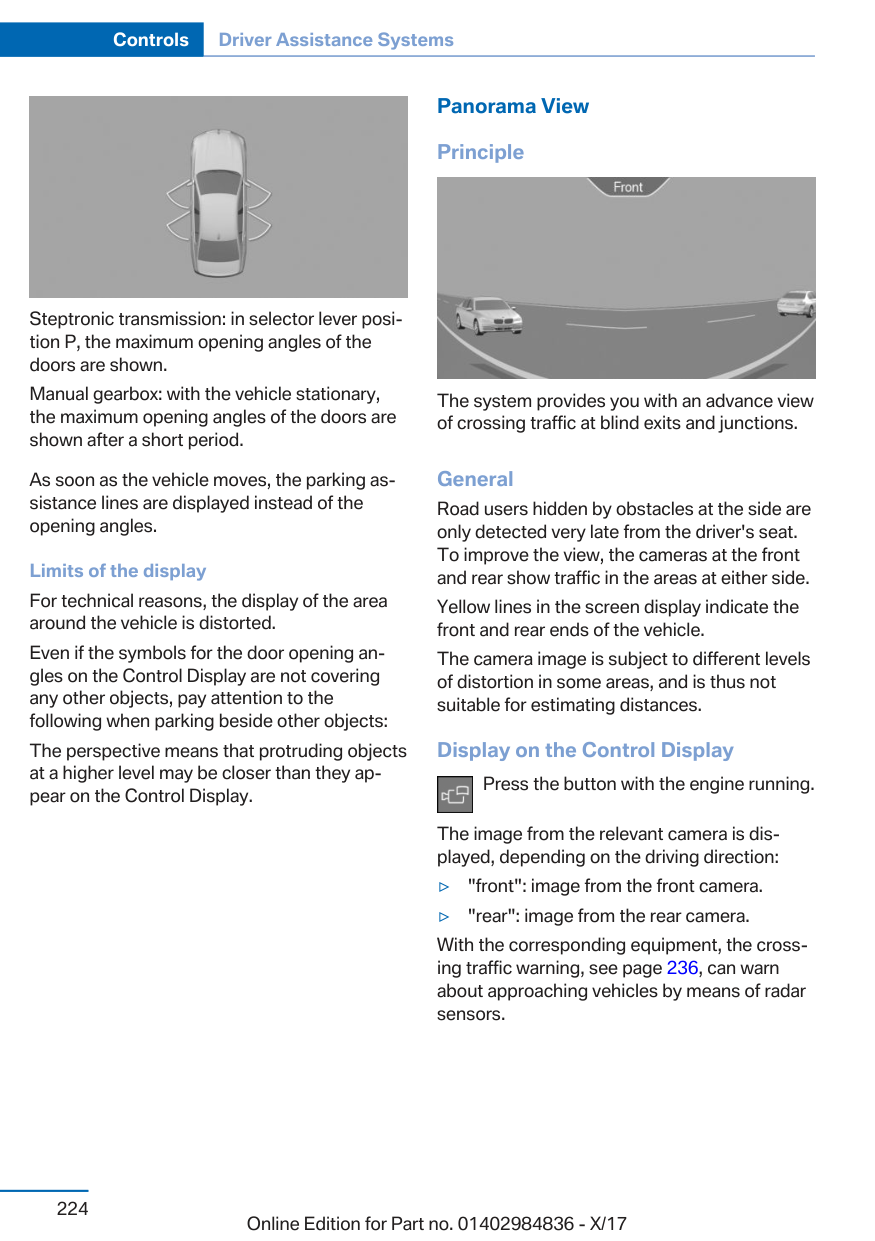 Controls
Driver Assistance Systems
Steptronic transmission: in selector lever posi-
tion P, the maximum opening angles of the
doors are shown.
Manual gearbox: with the vehicle stationary,
the maximum opening angles of the doors are
shown after a short period.
As soon as the vehicle moves, the parking as-
sistance lines are displayed instead of the
opening angles.
Limits of the display
For technical reasons, the display of the area
around the vehicle is distorted.
Even if the symbols for the door opening an-
gles on the Control Display are not covering
any other objects, pay attention to the
following when parking beside other objects:
The perspective means that protruding objects
at a higher level may be closer than they ap-
pear on the Control Display.
Panorama View
Principle
Front
The system provides you with an advance view
of crossing traffic at blind exits and junctions.
General
Road users hidden by obstacles at the side are
only detected very late from the driver's seat.
To improve the view, the cameras at the front
and rear show traffic in the areas at either side.
Yellow lines in the screen display indicate the
front and rear ends of the vehicle.
The camera image is subject to different levels
of distortion in some areas, and is thus not
suitable for estimating distances.
Display on the Control Display
Press the button with the engine running.
The image from the relevant camera is dis-
played, depending on the driving direction:
▷ "front": image from the front camera.
▷ "rear": image from the rear camera.
With the corresponding equipment, the cross-
ing traffic warning, see page 236, can warn
about approaching vehicles by means of radar
sensors.
224
Online Edition for Part no. 01402984836 - X/17